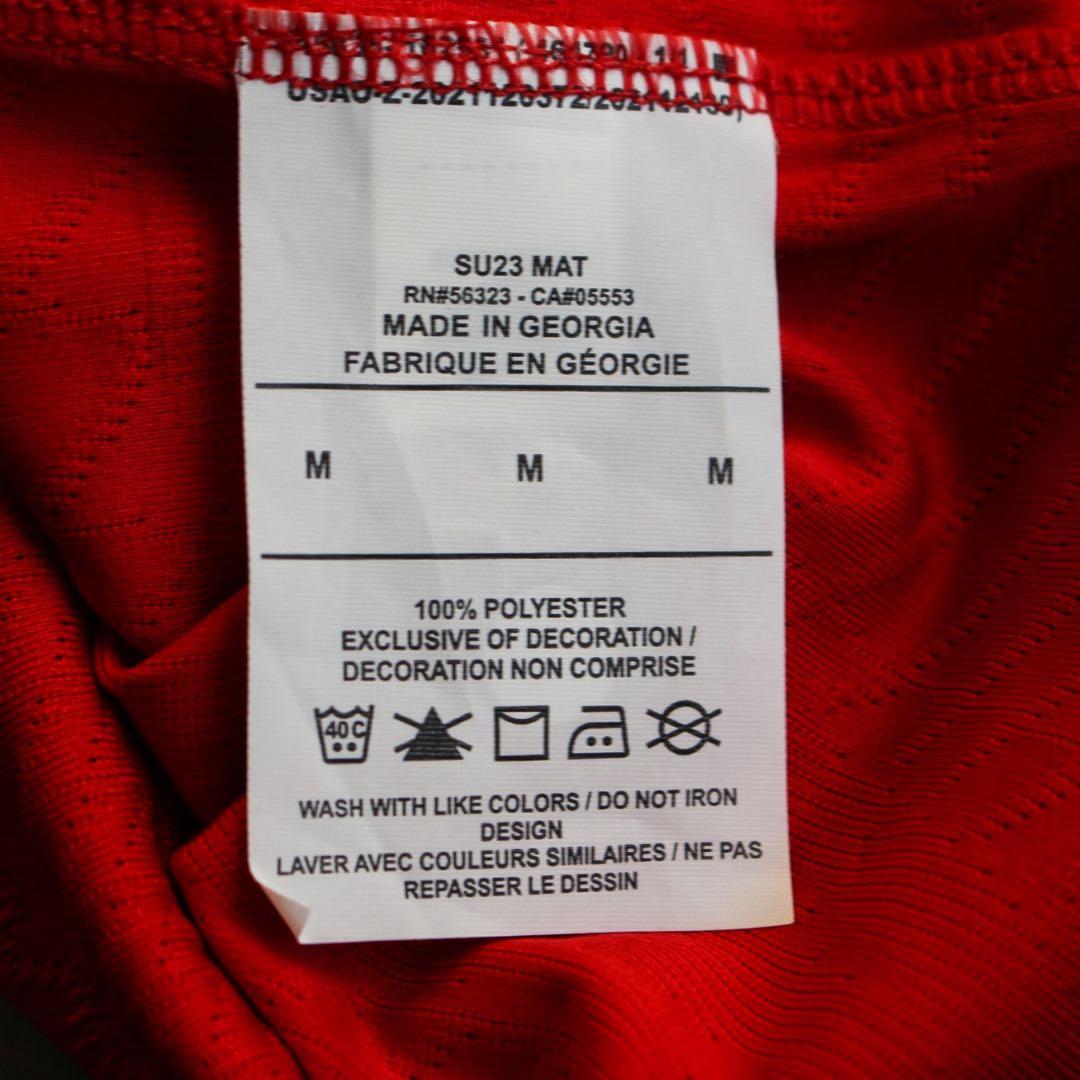 SU23 MAT
RN#56323 - CA#05553
MADE IN GEORGIA
FABRIQUE EN GÉORGIE
M M M
100% POLYESTER
EXCLUSIVE OF DECORATION /
DECORATION NON COMPRISE
40C
WASH WITH LIKE COLORS / DO NOT IRON
DESIGN
LAVER AVEC COULEURS SIMILAIRES / NE PAS
REPASSER LE DESSIN